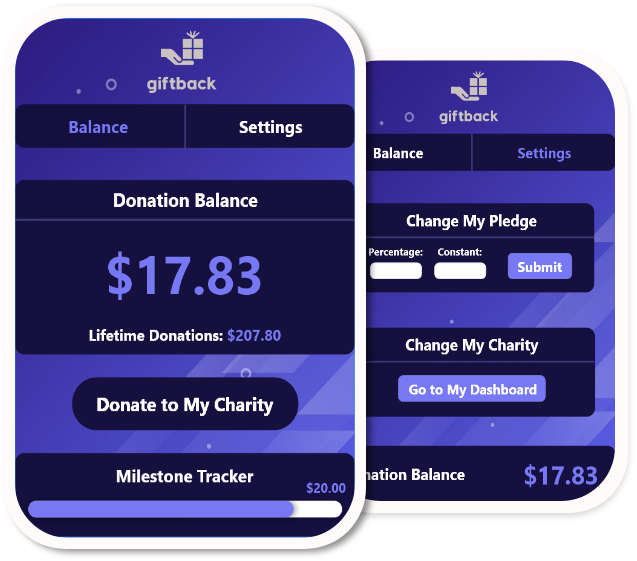 giftback
Balance
Settings
Donation Balance
$17.83
Lifetime Donations: $207.80
Donate to My Charity
Milestone Tracker
$20.00
giftback
Balance
Settings
Change My Pledge
Percentage:
Constant:
Submit
Change My Charity
Go to My Dashboard
nation Balance
$17.83